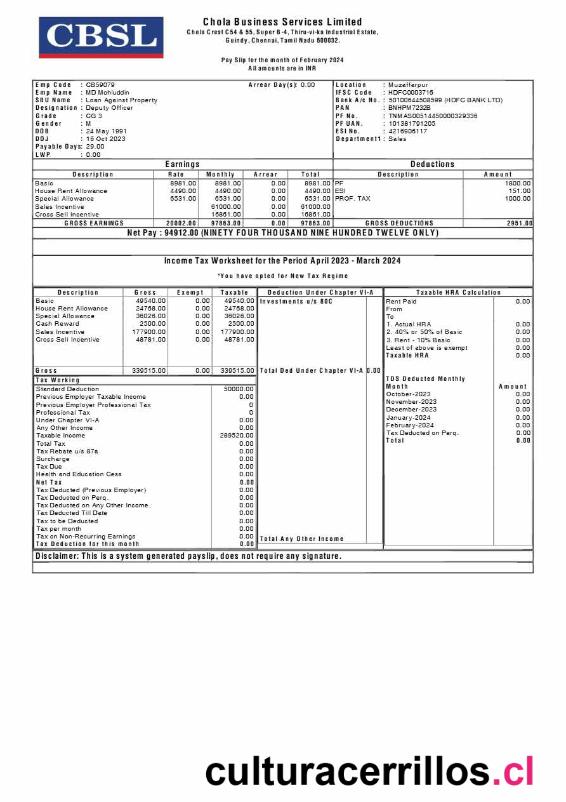 CBSL
Chola Business Services Limited
Chola Crest C54 & 55, Super B-4, Thiru-vi-ka Industrial Estate,
Guindy, Chennai, Tamil Nadu 600032.
Pay Slip for the month of February 2024
All amounts are in INR
Emp Code : CB59079 Arrear Day(s) 0.00 Location : Muzaffarpur
Emp Name : MD Mohiuddin IFSC Code : HDFC0003716
SBU Name : Loan Against Property Bank A/c No. : 50100644508599 (HDFC BANK LTD)
Designation : Deputy Officer PAN : BNHPM7232B
Grade : CG 3 PF No. : TNMAS00514450000329336
Gender : M PF UAN. : 101381791205
DOB : 24 May 1991 ESI No. : 4216906117
DOJ : 16 Oct 2023 Department1 : Sales
Payable Days: 29.00
LWP : 0.00
Earnings Deductions
Description Rate Monthly Arrear Total Description Amount
Basic 8981.00 8981.00 0.00 8981.00 PF 1800.00
House Rent Allowance 4490.00 4490.00 0.00 4490.00 ESI 151.00
Special Allowance 6531.00 6531.00 0.00 6531.00 PROF. TAX 1000.00
Sales Incentive 61000.00 0.00 61000.00
Cross Sell Incentive 16861.00 0.00 16861.00
GROSS EARNINGS 20002.00 97863.00 0.00 97863.00 GROSS DEDUCTIONS 2951.00
Net Pay : 94912.00 (NINETY FOUR THOUSAND NINE HUNDRED TWELVE ONLY)
Income Tax Worksheet for the Period April 2023 - March 2024
*You have opted for New Tax Regime
Description Gross Exempt Taxable Deduction Under Chapter VI-A Taxable HRA Calculation
Basic 49540.00 0.00 49540.00 Investments u/s 80C Rent Paid 0.00
House Rent Allowance 24768.00 0.00 24768.00 From
Special Allowance 36026.00 0.00 36026.00 To
Cash Reward 2500.00 0.00 2500.00 1. Actual HRA 0.00
Sales Incentive 177900.00 0.00 177900.00 2. 40% or 50% of Basic 0.00
Cross Sell Incentive 48781.00 0.00 48781.00 3. Rent - 10% Basic 0.00
Least of above is exempt 0.00
Taxable HRA 0.00
Gross 339515.00 0.00 339515.00 Total Ded Under Chapter VI-A 0.00
Tax Working TDS Deducted Monthly
Standard Deduction 50000.00 Month Amount
Previous Employer Taxable Income 0.00 October-2023 0.00
Previous Employer Professional Tax 0 November-2023 0.00
Professional Tax 0 December-2023 0.00
Under Chapter VI-A 0.00 January-2024 0.00
Any Other Income 0.00 February-2024 0.00
Taxable Income 289520.00 Tax Deducted on Perq. 0.00
Total Tax 0.00 Total 0.00
Tax Rebate u/s 87a 0.00
Surcharge 0.00
Tax Due 0.00
Health and Education Cess 0.00
Net Tax 0.00
Tax Deducted (Previous Employer) 0.00
Tax Deducted on Perq. 0.00
Tax Deducted on Any Other Income. 0.00
Tax Deducted Till Date 0.00
Tax to be Deducted 0.00
Tax per month 0.00
Tax on Non-Recurring Earnings 0.00 Total Any Other Income
Tax Deduction for this month 0.00
Disclaimer: This is a system generated payslip, does not require any signature.
culturacerrillos.cl